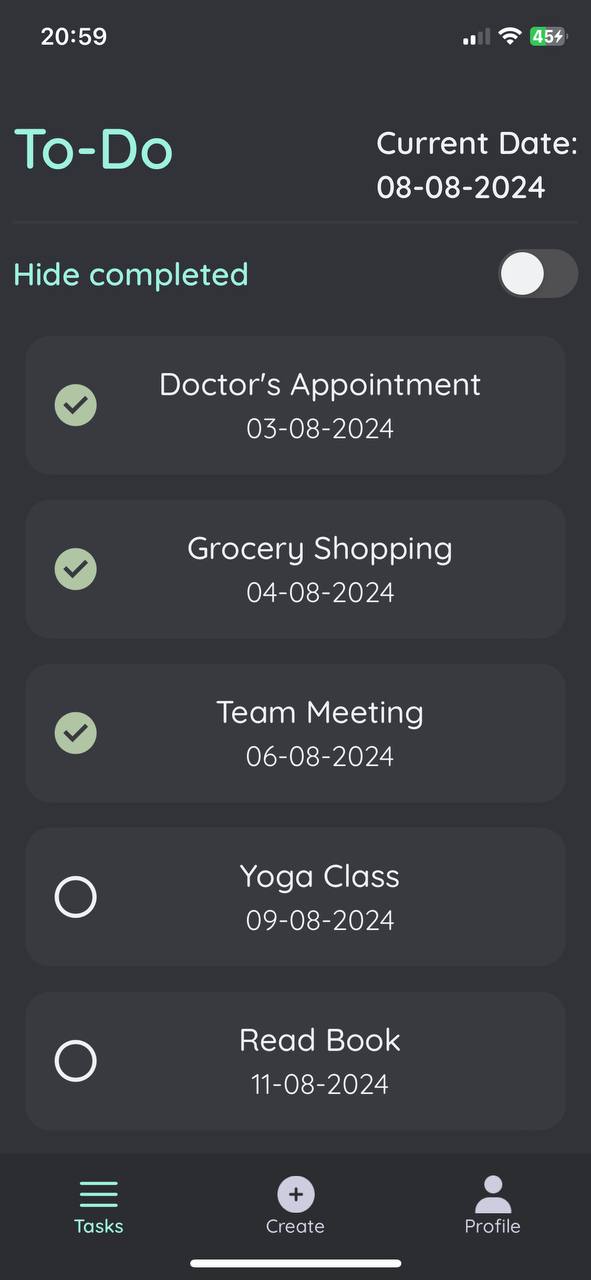 20:59
45
To-Do
Current Date:
08-08-2024
Hide completed
Doctor's Appointment
03-08-2024
Grocery Shopping
04-08-2024
Team Meeting
06-08-2024
Yoga Class
09-08-2024
Read Book
11-08-2024
Tasks
Create
Profile